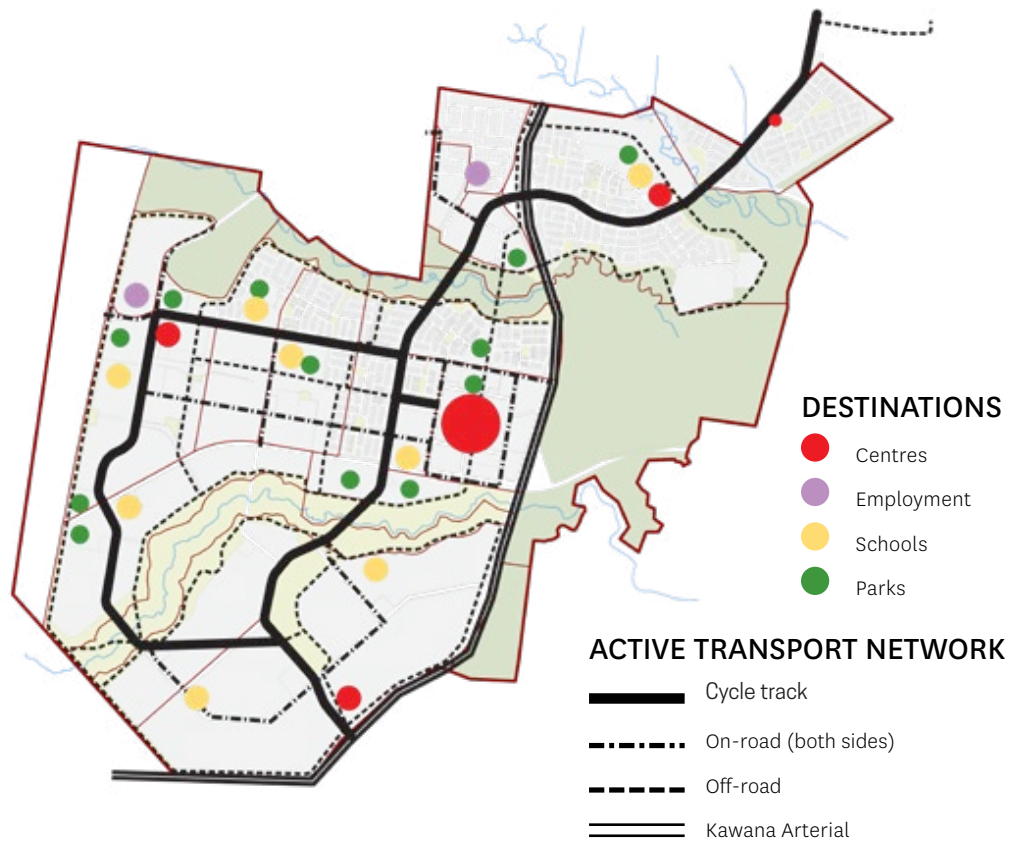 DESTINATIONS
Centres
Employment
Schools
Parks
ACTIVE TRANSPORT NETWORK
Cycle track
On-road (both sides)
Off-road
Kawana Arterial